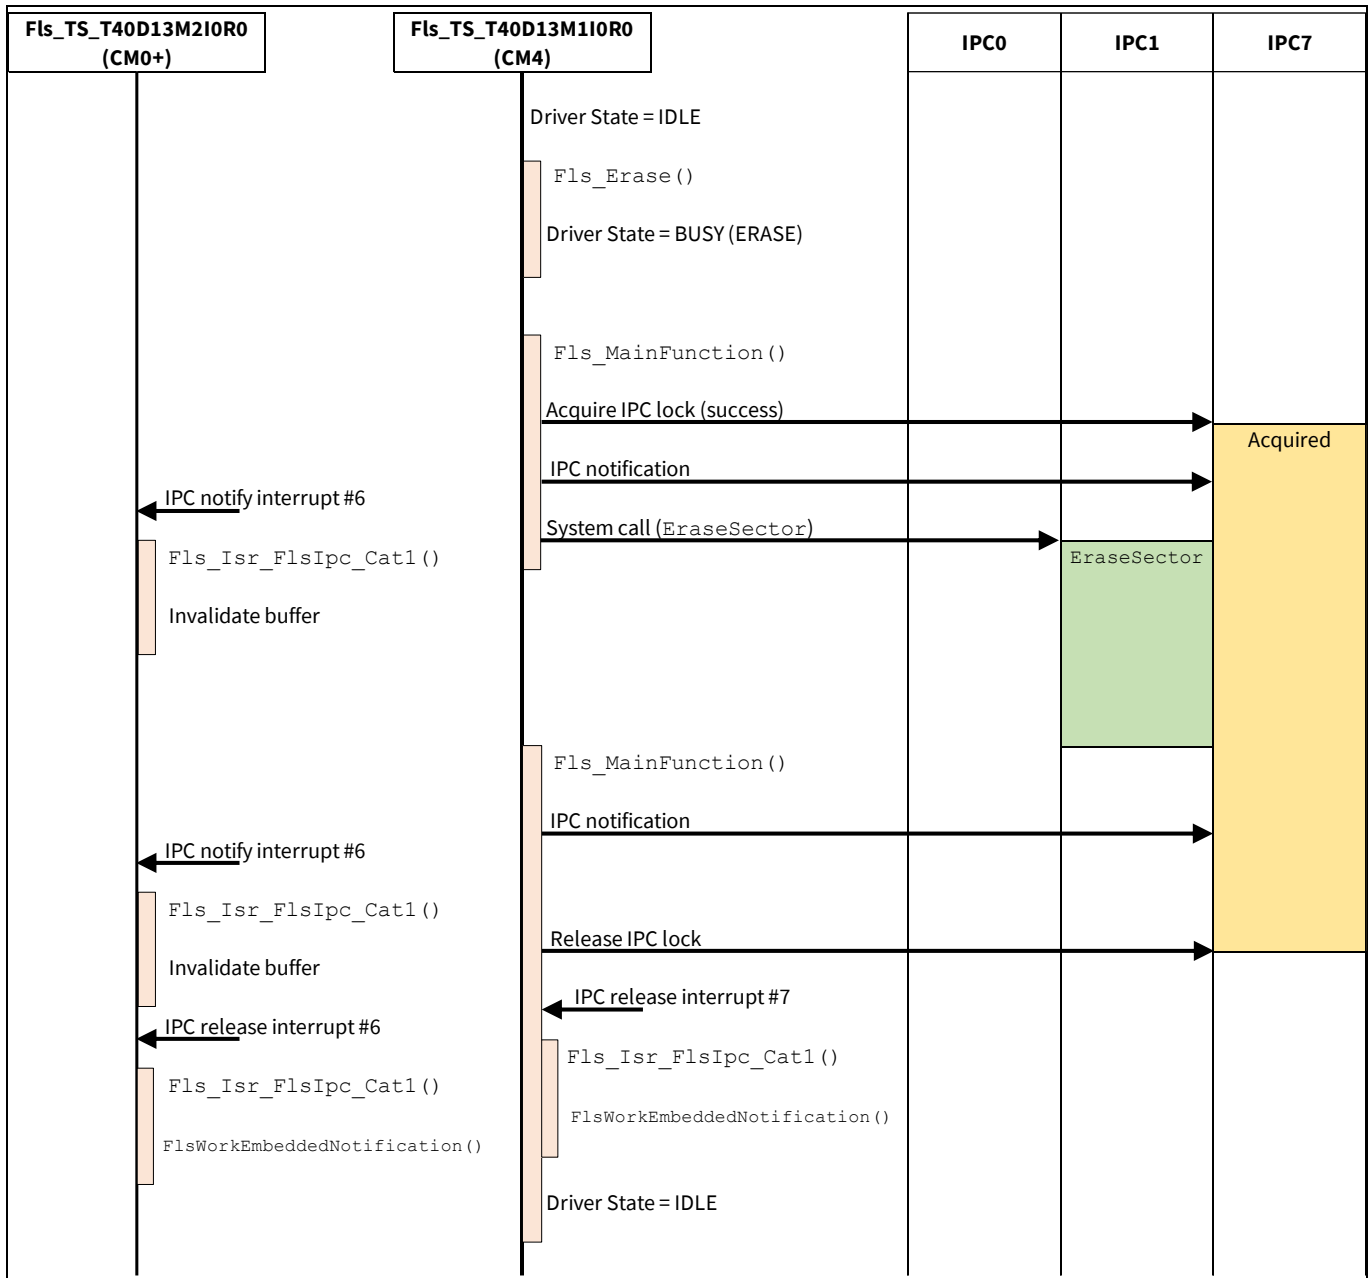 Fls_TS_T40D13M2I0R0
(CM0+)
Fls_TS_T40D13M1I0R0
(CM4)
IPC0
IPC1
IPC7
Driver State = IDLE
Fls_Erase()
Driver State = BUSY (ERASE)
Fls_MainFunction()
Acquire IPC lock (success)
Acquired
IPC notification
IPC notify interrupt #6
System call (EraseSector)
Fls_Isr_FlsIpc_Cat1()
EraseSector
Invalidate buffer
Fls_MainFunction()
IPC notification
IPC notify interrupt #6
Fls_Isr_FlsIpc_Cat1()
Release IPC lock
Invalidate buffer
IPC release interrupt #7
IPC release interrupt #6
Fls_Isr_FlsIpc_Cat1()
Fls_Isr_FlsIpc_Cat1()
FlsWorkEmbeddedNotification()
FlsWorkEmbeddedNotification()
Driver State = IDLE